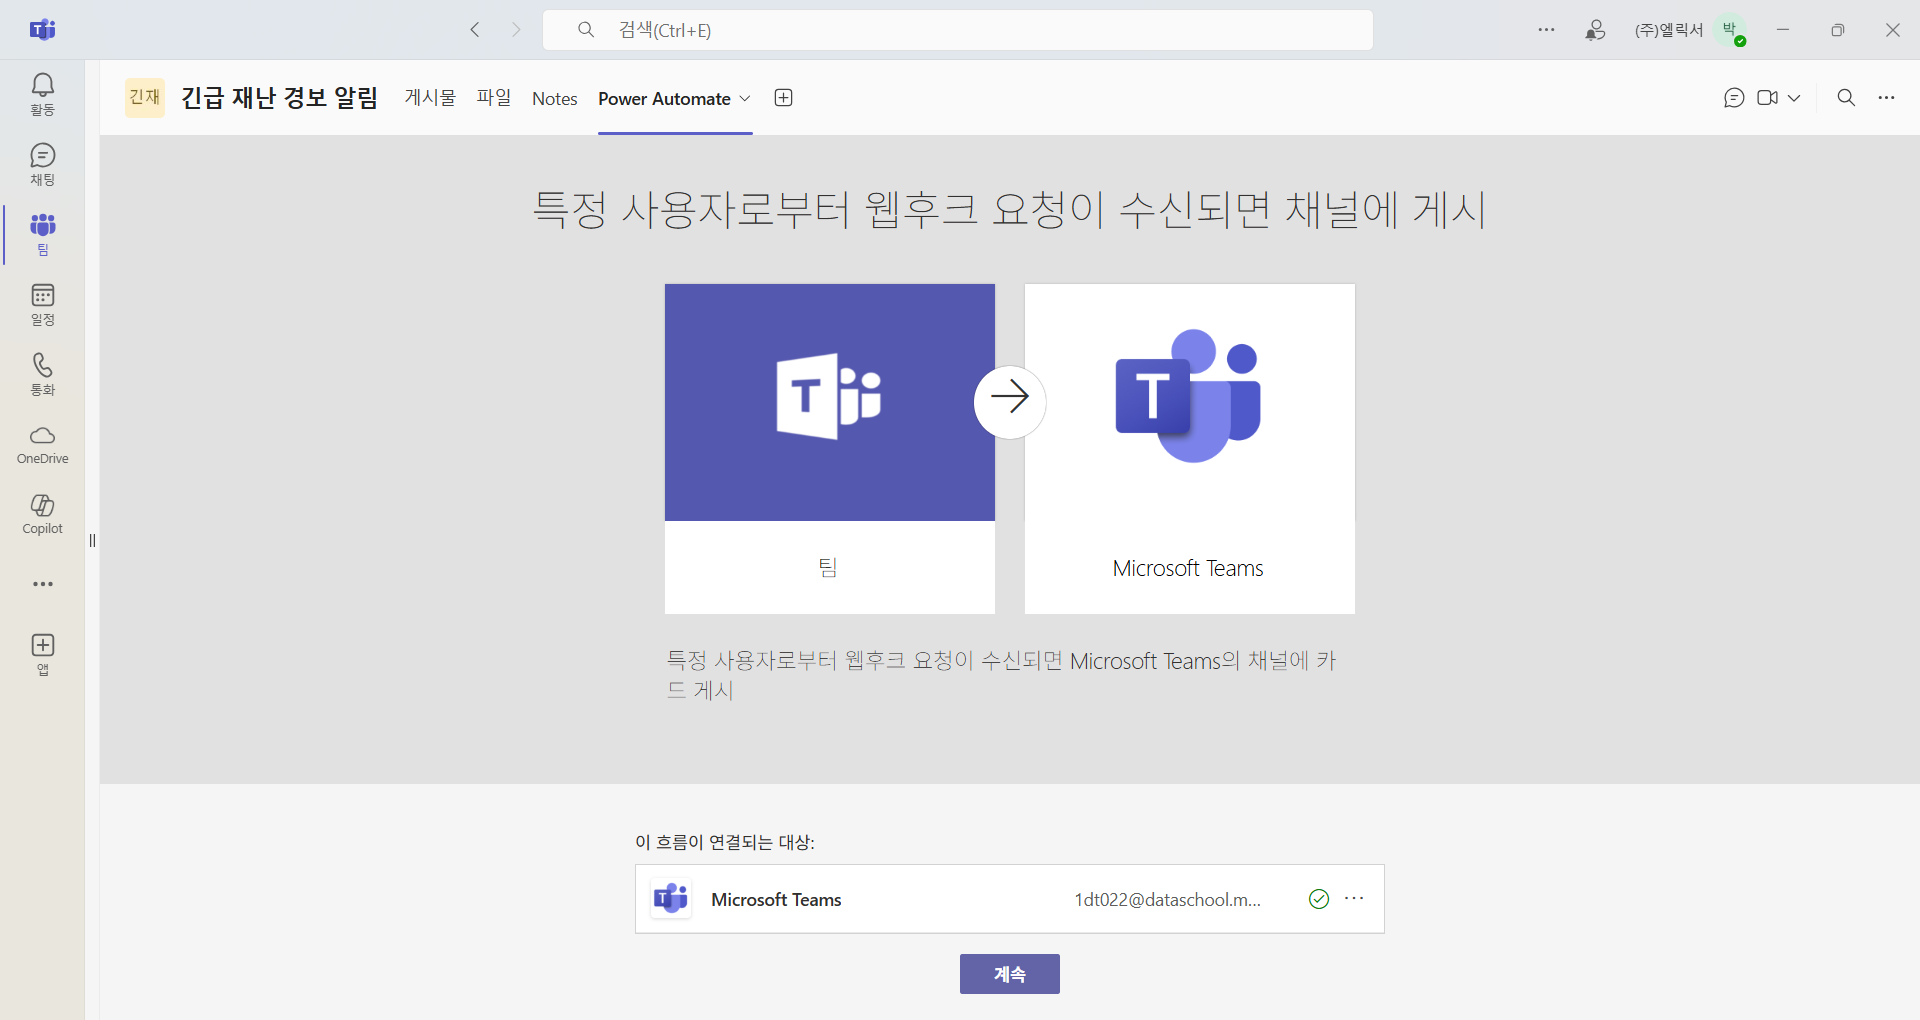 검색(Ctrl+E)
(주)엘릭서
박
활동
채팅
팀
일정
통화
OneDrive
Copilot
앱
긴재
긴급 재난 경보 알림
게시물
파일
Notes
Power Automate
특정 사용자로부터 웹후크 요청이 수신되면 채널에 게시
T
T
팀
Microsoft Teams
특정 사용자로부터 웹후크 요청이 수신되면 Microsoft Teams의 채널에 카
드 게시
이 흐름이 연결되는 대상:
Microsoft Teams
1dt022@dataschool.m...
계속